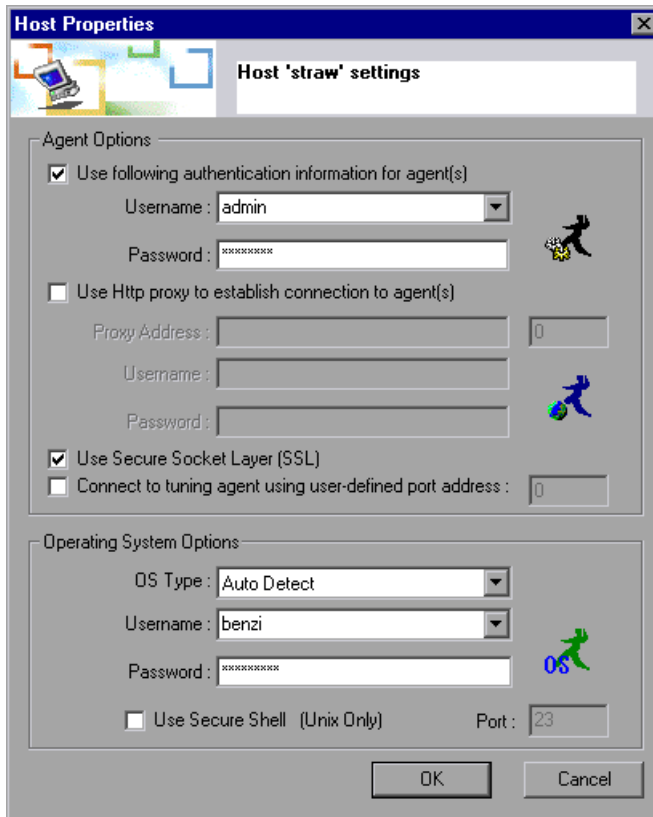 Host Properties
Host 'straw' settings
Agent Options
Use following authentication information for agent(s)
Username : admin
Password : ********
Use Http proxy to establish connection to agent(s)
Proxy Address : 0
Username :
Password :
Use Secure Socket Layer (SSL)
Connect to tuning agent using user-defined port address : 0
Operating System Options
OS Type : Auto Detect
Username : benzi
Password : *********
OS
Use Secure Shell (Unix Only) Port : 23
OK Cancel